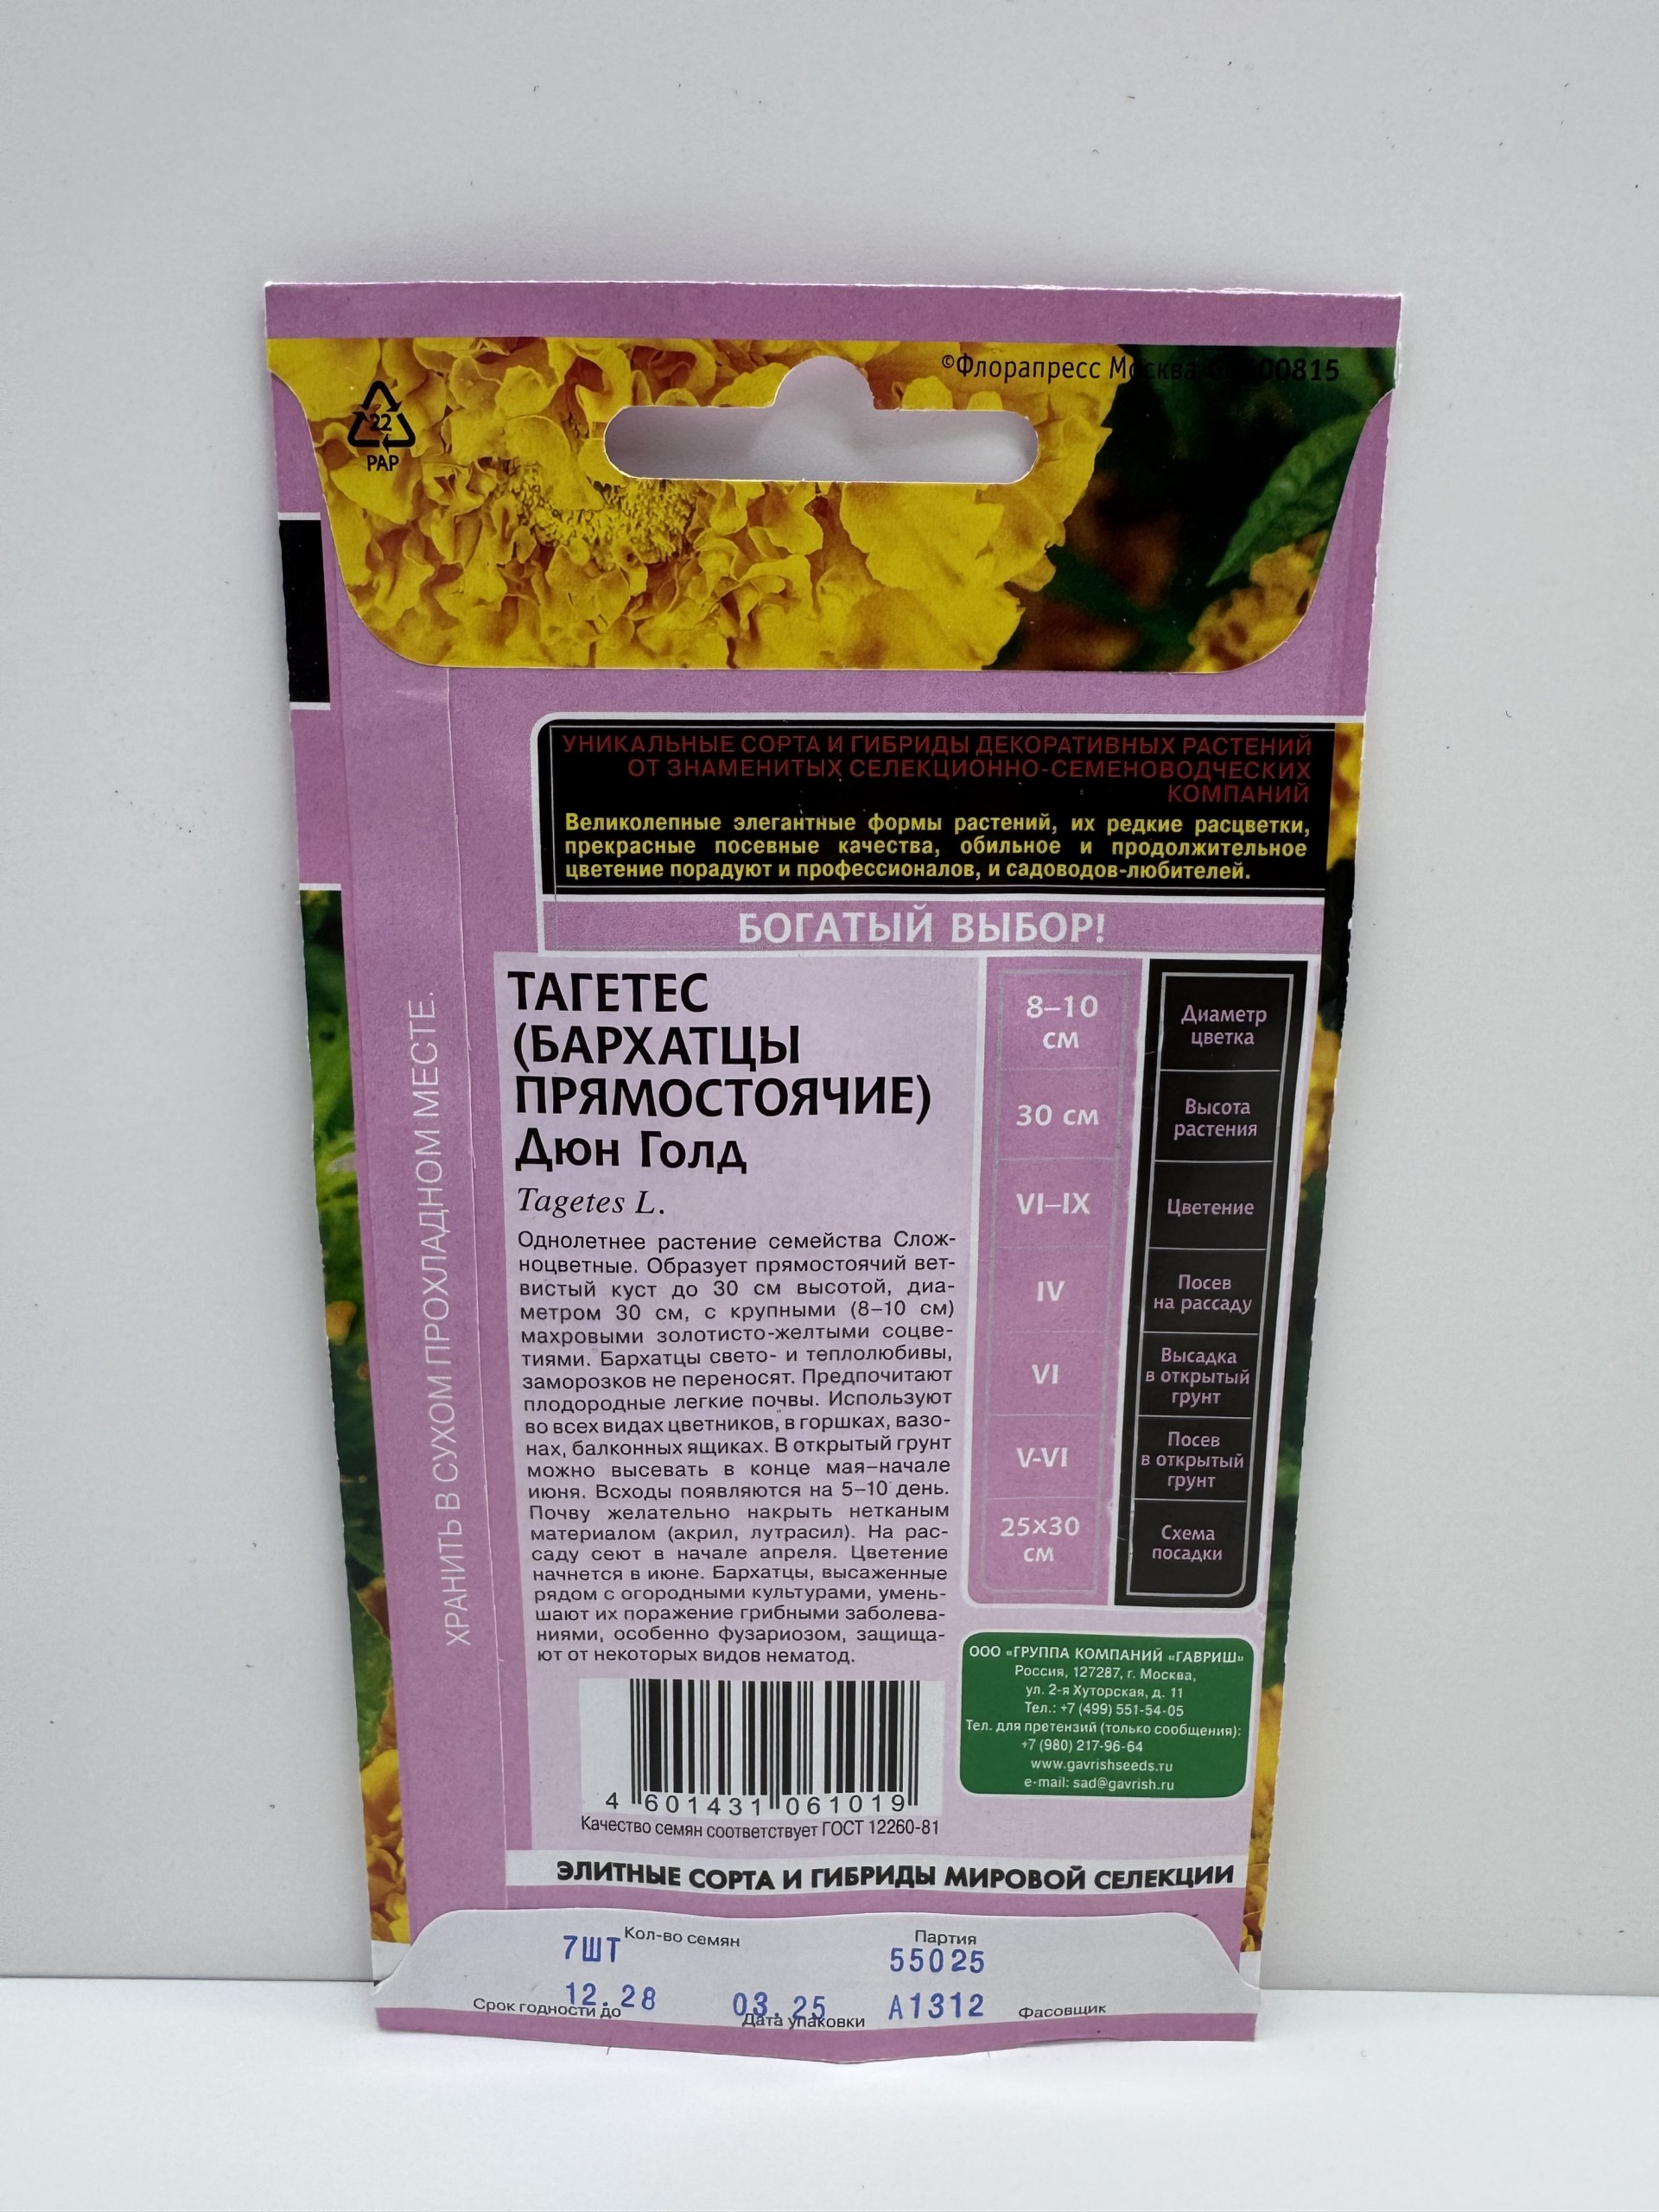 ©Флорапресс Москва 00815
22
PAP
УНИКАЛЬНЫЕ СОРТА И ГИБРИДЫ ДЕКОРАТИВНЫХ РАСТЕНИЙ
ОТ ЗНАМЕНИТЫХ СЕЛЕКЦИОННО-СЕМЕНОВОДЧЕСКИХ
КОМПАНИЙ
Великолепные элегантные формы растений, их редкие расцветки,
прекрасные посевные качества, обильное и продолжительное
цветение порадуют и профессионалов, и садоводов-любителей.
БОГАТЫЙ ВЫБОР!
ХРАНИТЬ В СУХОМ ПРОХЛАДНОМ МЕСТЕ.
ТАГЕТЕС
(БАРХАТЦЫ
ПРЯМОСТОЯЧИЕ)
Дюн Голд
Tagetes L.
Однолетнее растение семейства Слож-
ноцветные. Образует прямостоячий вет-
вистый куст до 30 см высотой, диа-
метром 30 см, с крупными (8–10 см)
махровыми золотисто-желтыми соцве-
тиями. Бархатцы свето- и теплолюбивы,
заморозков не переносят. Предпочитают
плодородные легкие почвы. Используют
во всех видах цветников, в горшках, вазо-
нах, балконных ящиках. В открытый грунт
можно высевать в конце мая–начале
июня. Всходы появляются на 5–10 день.
Почву желательно накрыть нетканым
материалом (акрил, лутрасил). На рас-
саду сеют в начале апреля. Цветение
начнется в июне. Бархатцы, высаженные
рядом с огородными культурами, умень-
шают их поражение грибными заболева-
ниями, особенно фузариозом, защища-
ют от некоторых видов нематод.
8–10
см
Диаметр
цветка
30 см
Высота
растения
VI–IX
Цветение
IV
Посев
на рассаду
VI
Высадка
в открытый
грунт
V-VI
Посев
в открытый
грунт
25×30
см
Схема
посадки
ООО «ГРУППА КОМПАНИЙ «ГАВРИШ»
Россия, 127287, г. Москва,
ул. 2-я Хуторская, д. 11
Тел.: +7 (499) 551-54-05
Тел. для претензий (только сообщения):
+7 (980) 217-96-64
www.gavrishseeds.ru
e-mail: sad@gavrish.ru
4 601431 061019
Качество семян соответствует ГОСТ 12260-81
ЭЛИТНЫЕ СОРТА И ГИБРИДЫ МИРОВОЙ СЕЛЕКЦИИ
7ШТ Кол-во семян
Партия
55025
Срок годности до 12.28
03.25 Дата упаковки
А1312 Фасовщик